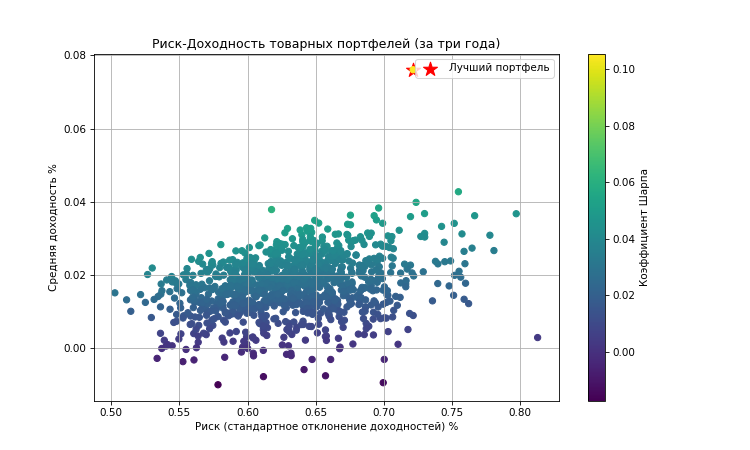 Риск-Доходность товарных портфелей (за три года)
Средняя доходность %
0.08
0.06
0.04
0.02
0.00
Лучший портфель
0.50 0.55 0.60 0.65 0.70 0.75 0.80
Риск (стандартное отклонение доходностей) %
0.10
0.08
0.06
0.04
0.02
0.00
Коэффициент Шарпа